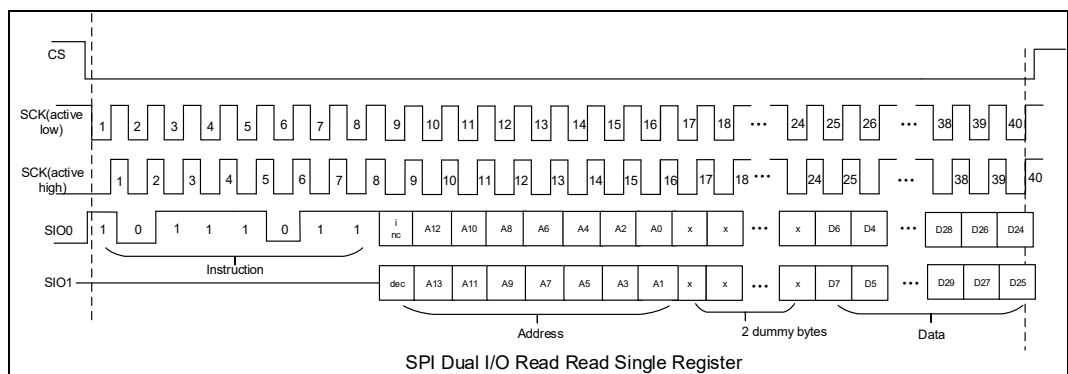 CS
SCK(active low)
1 2 3 4 5 6 7 8 9 10 11 12 13 14 15 16 17 18 ••• 24 25 26 ••• 38 39 40
SCK(active high)
1 2 3 4 5 6 7 8 9 10 11 12 13 14 15 16 17 18 ••• 24 25 ••• 38 39 40
SIO0
1 0 1 1 1 0 1 1 inc A12 A10 A8 A6 A4 A2 A0 x x ••• x D6 D4 ••• D28 D26 D24
Instruction
SIO1
dec A13 A11 A9 A7 A5 A3 A1 x x ••• x D7 D5 ••• D29 D27 D25
Address
2 dummy bytes
Data
SPI Dual I/O Read Read Single Register